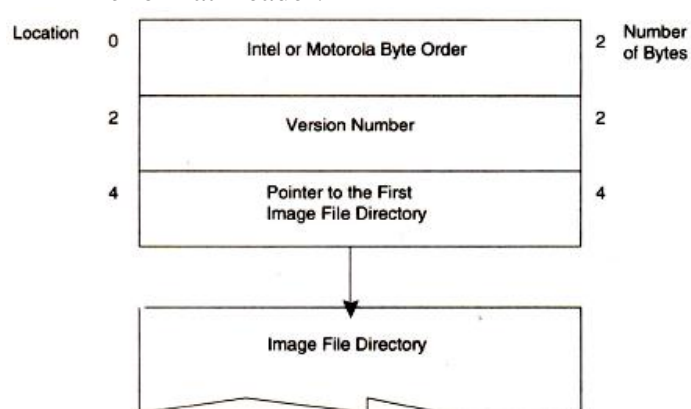 Location
0
Intel or Motorola Byte Order
2
Number
of Bytes
2
Version Number
2
4
Pointer to the First
Image File Directory
4
Image File Directory